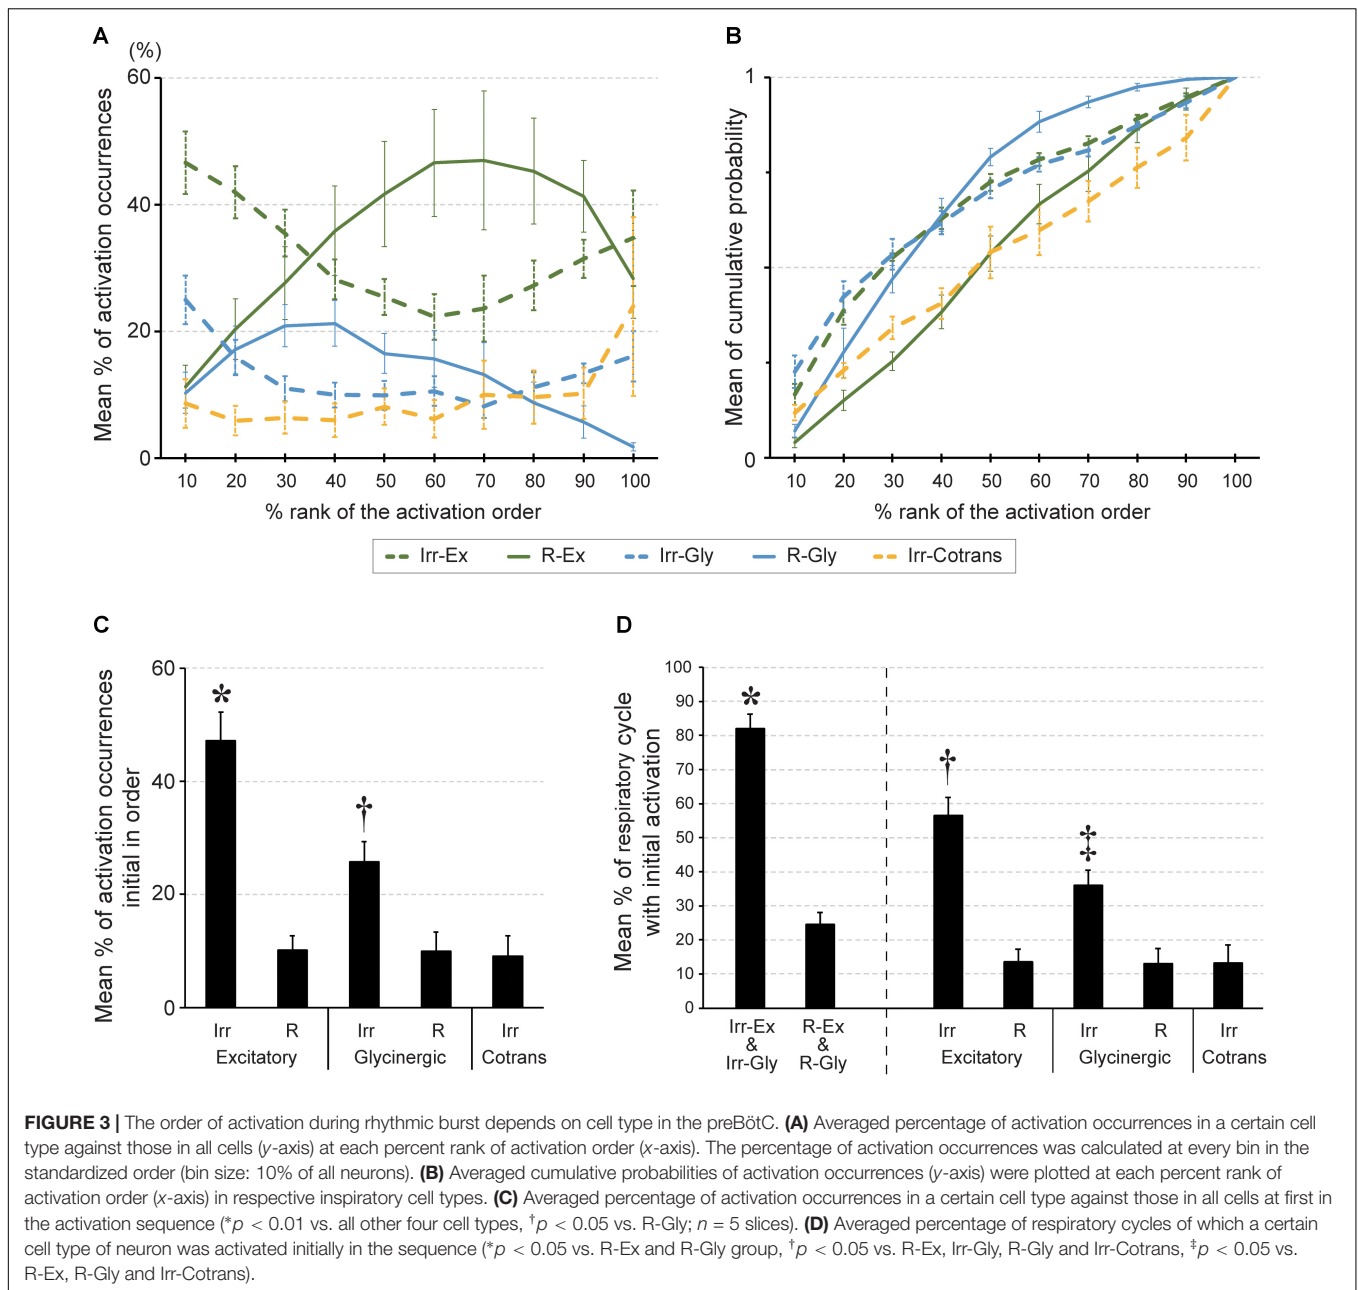 A
(%)
60
40
20
0
Mean % of activation occurrences
10 20 30 40 50 60 70 80 90 100
% rank of the activation order
B
1
0
Mean of cumulative probability
10 20 30 40 50 60 70 80 90 100
% rank of the activation order
Irr-Ex R-Ex Irr-Gly R-Gly Irr-Cotrans
C
60
40
20
0
Mean % of activation occurrences
initial in order
*
†
Irr R Irr R Irr
Excitatory Glycinergic Cotrans
D
100
90
80
70
60
50
40
30
20
10
0
Mean % of respiratory cycle
with initial activation
*
†
‡
Irr-Ex
&
Irr-Gly
R-Ex
&
R-Gly
Irr R Irr R Irr
Excitatory Glycinergic Cotrans
FIGURE 3 | The order of activation during rhythmic burst depends on cell type in the preBötC. (A) Averaged percentage of activation occurrences in a certain cell
type against those in all cells (y-axis) at each percent rank of activation order (x-axis). The percentage of activation occurrences was calculated at every bin in the
standardized order (bin size: 10% of all neurons). (B) Averaged cumulative probabilities of activation occurrences (y-axis) were plotted at each percent rank of
activation order (x-axis) in respective inspiratory cell types. (C) Averaged percentage of activation occurrences in a certain cell type against those in all cells at first in
the activation sequence (*p < 0.01 vs. all other four cell types, †p < 0.05 vs. R-Gly; n = 5 slices). (D) Averaged percentage of respiratory cycles of which a certain
cell type of neuron was activated initially in the sequence (*p < 0.05 vs. R-Ex and R-Gly group, †p < 0.05 vs. R-Ex, Irr-Gly, R-Gly and Irr-Cotrans, ‡p < 0.05 vs.
R-Ex, R-Gly and Irr-Cotrans).